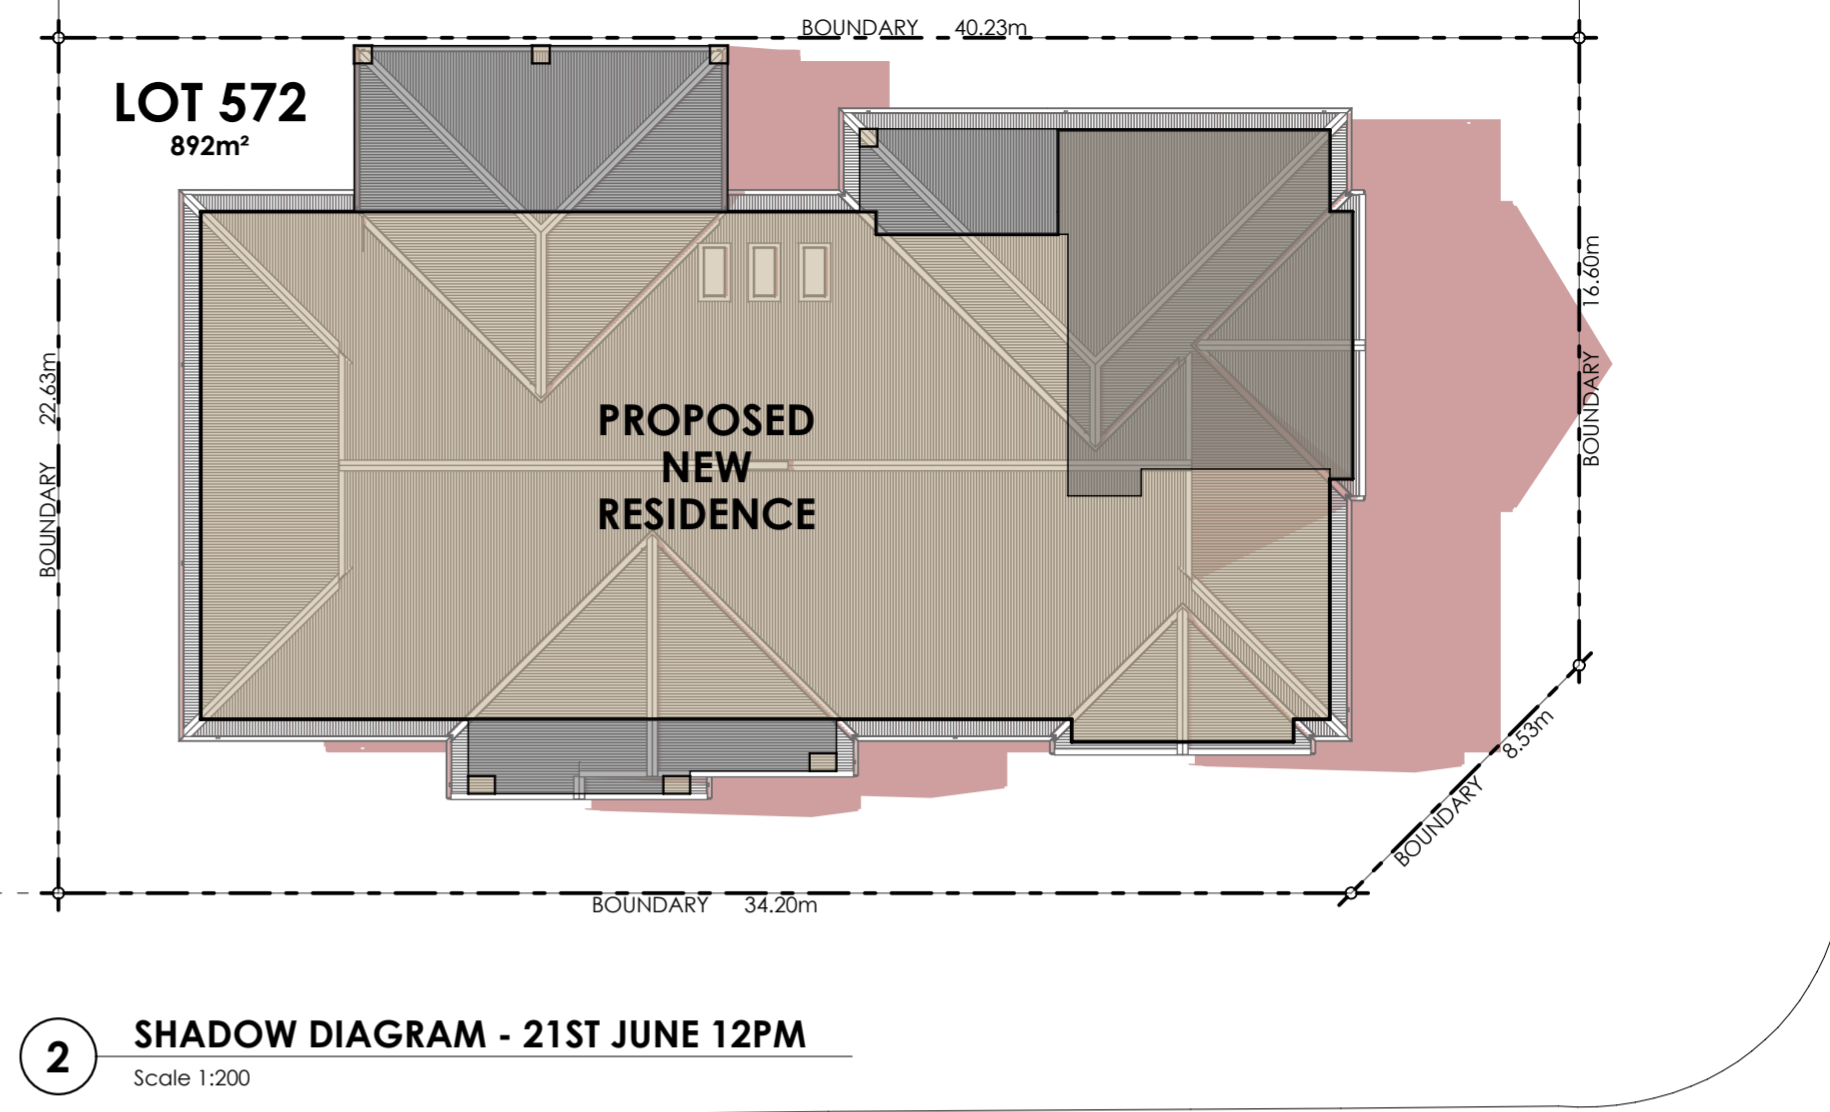 BOUNDARY 40.23m
LOT 572
892m²
BOUNDARY 22.63m
BOUNDARY 16.60m
PROPOSED
NEW
RESIDENCE
BOUNDARY 8.53m
BOUNDARY 34.20m
2
SHADOW DIAGRAM - 21ST JUNE 12PM
Scale 1:200